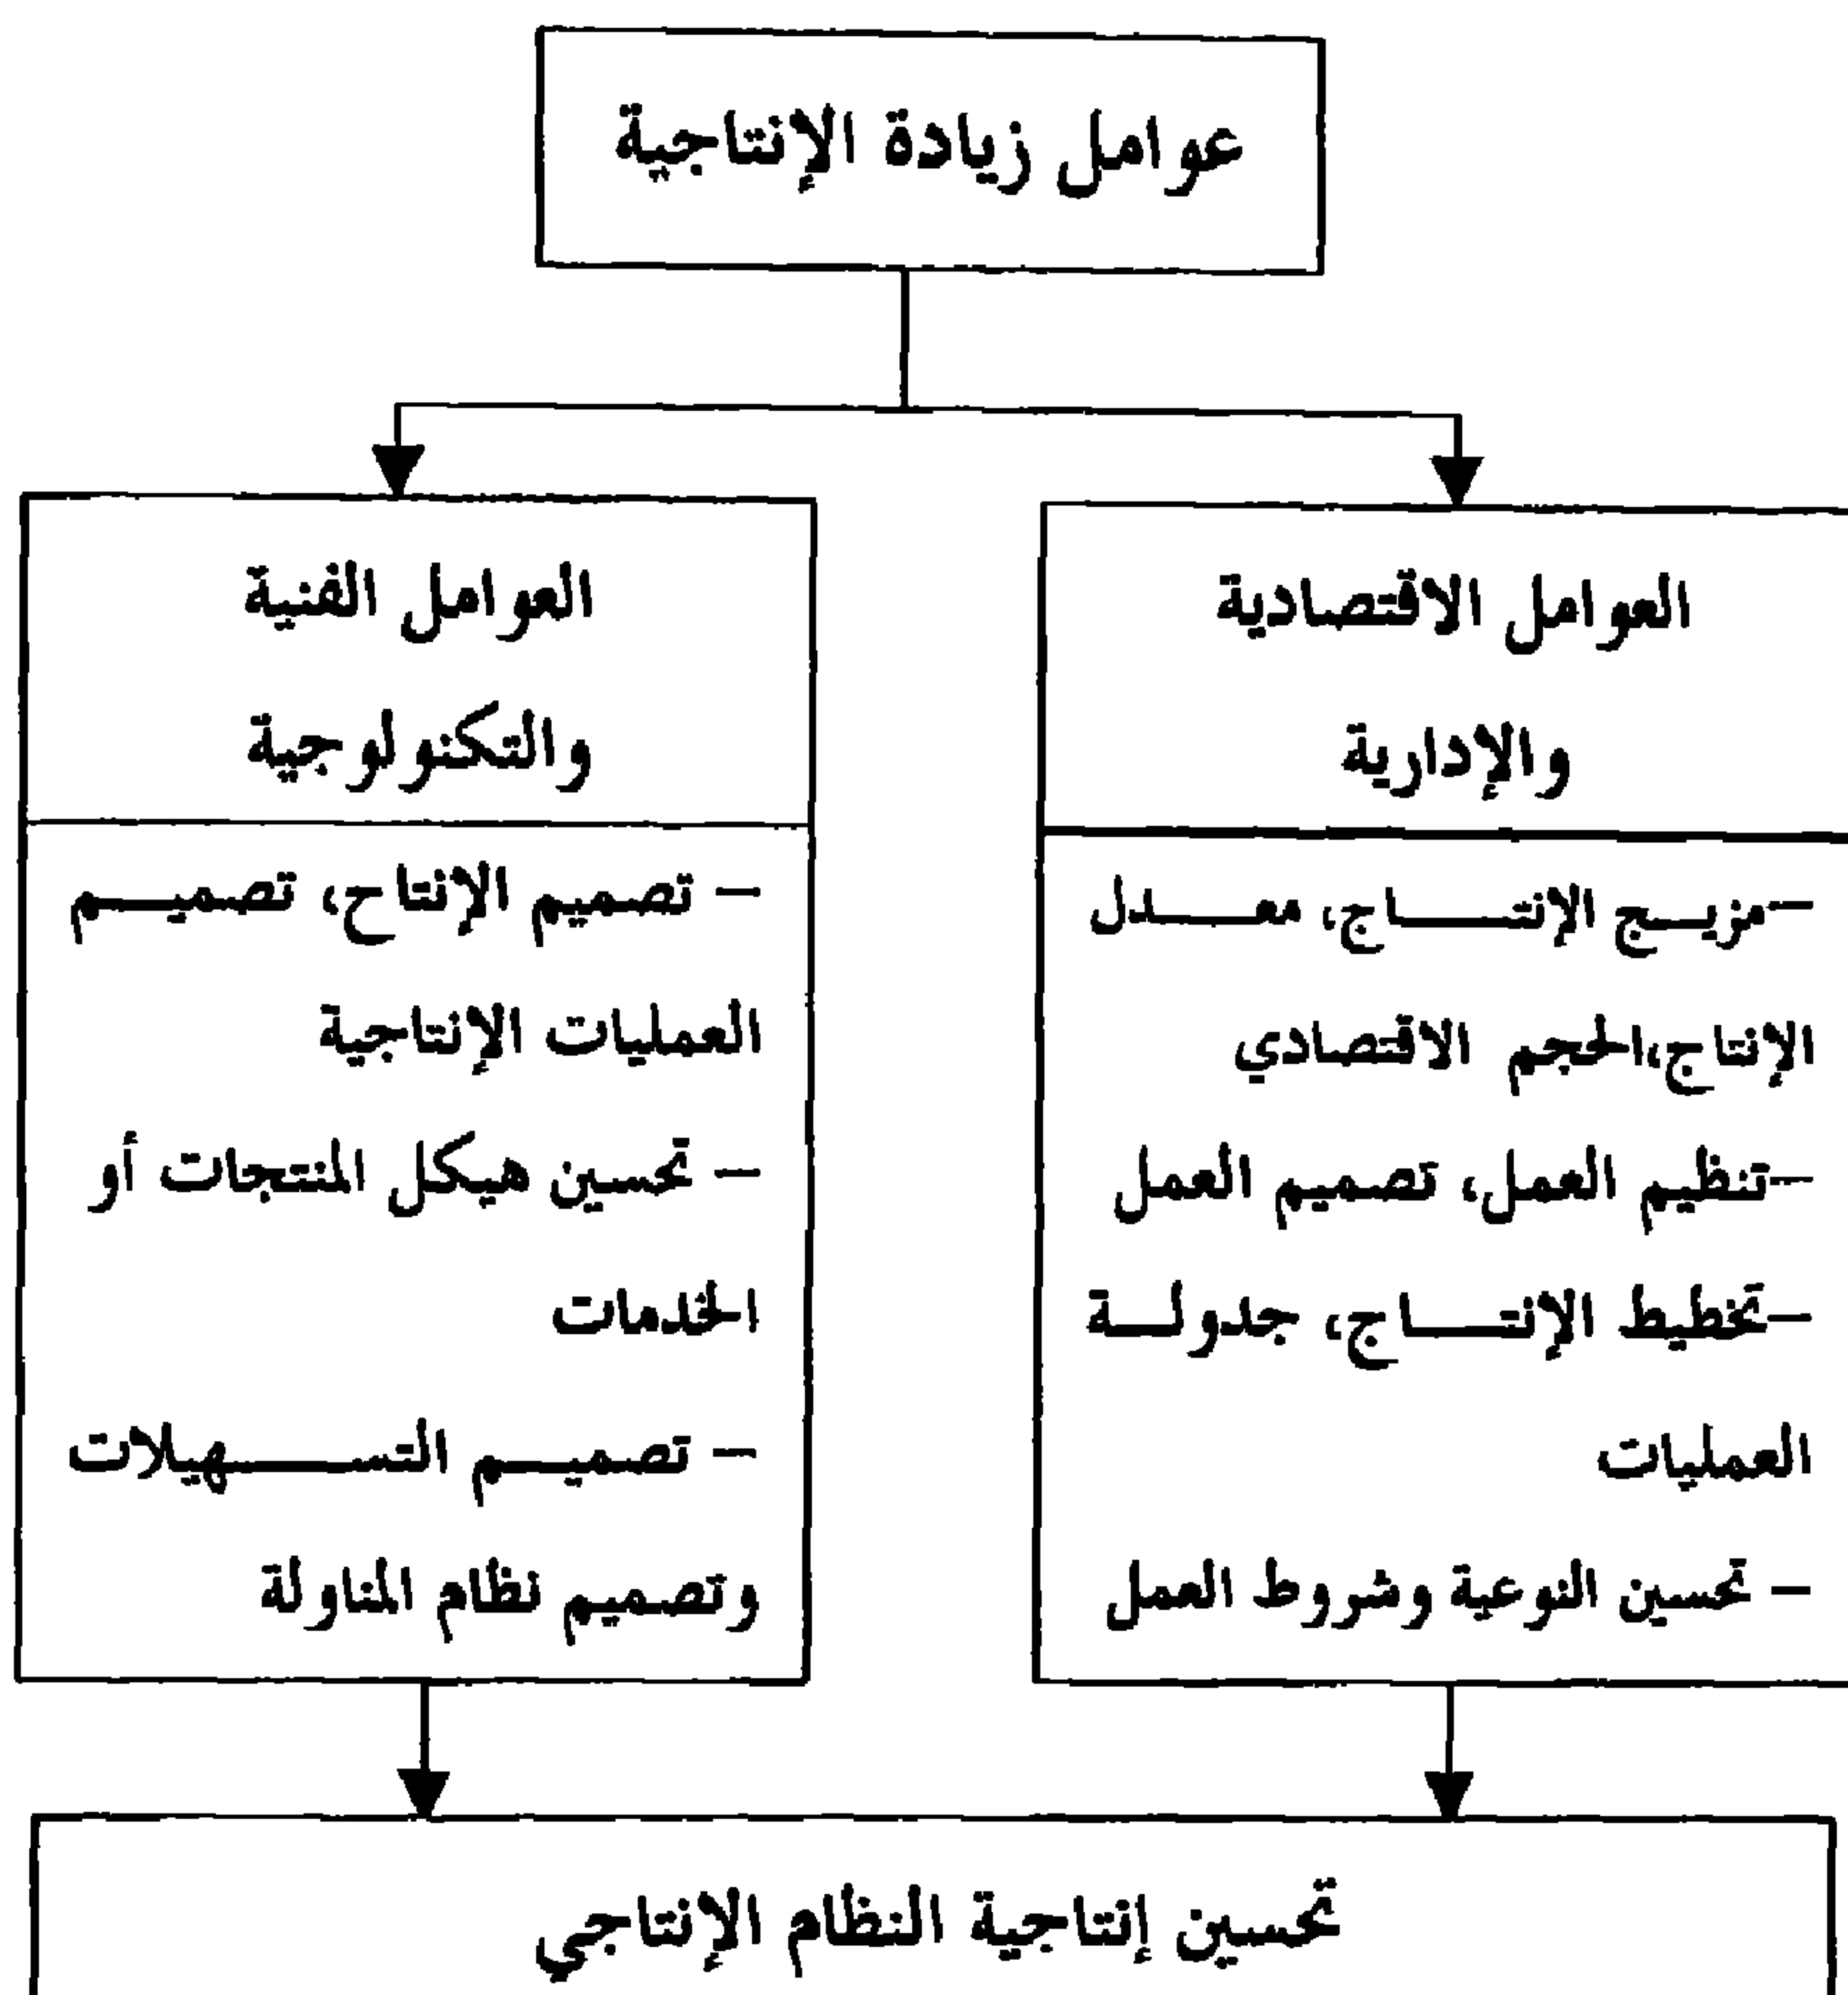 عوامل زيادة الإنتاجية
العوامل الاقتصادية
والإدارية
–مزيج الإنتاج، معدل
الإنتاج،الحجم الاقتصادي
–تنظيم العمل، تصميم العمل
–تخطيط الإنتاج، جدولة
العمليات
– تحسين النوعية وشروط العمل
العوامل الفنية
والتكنولوجية
– تصميم الإنتاج، تصميم
العمليات الإنتاجية
– تحسين هيكل المنتجات أو
الخدمات
– تصميم التسهيلات
وتصميم نظام المناولة
تحسين إنتاجية النظام الإنتاجي